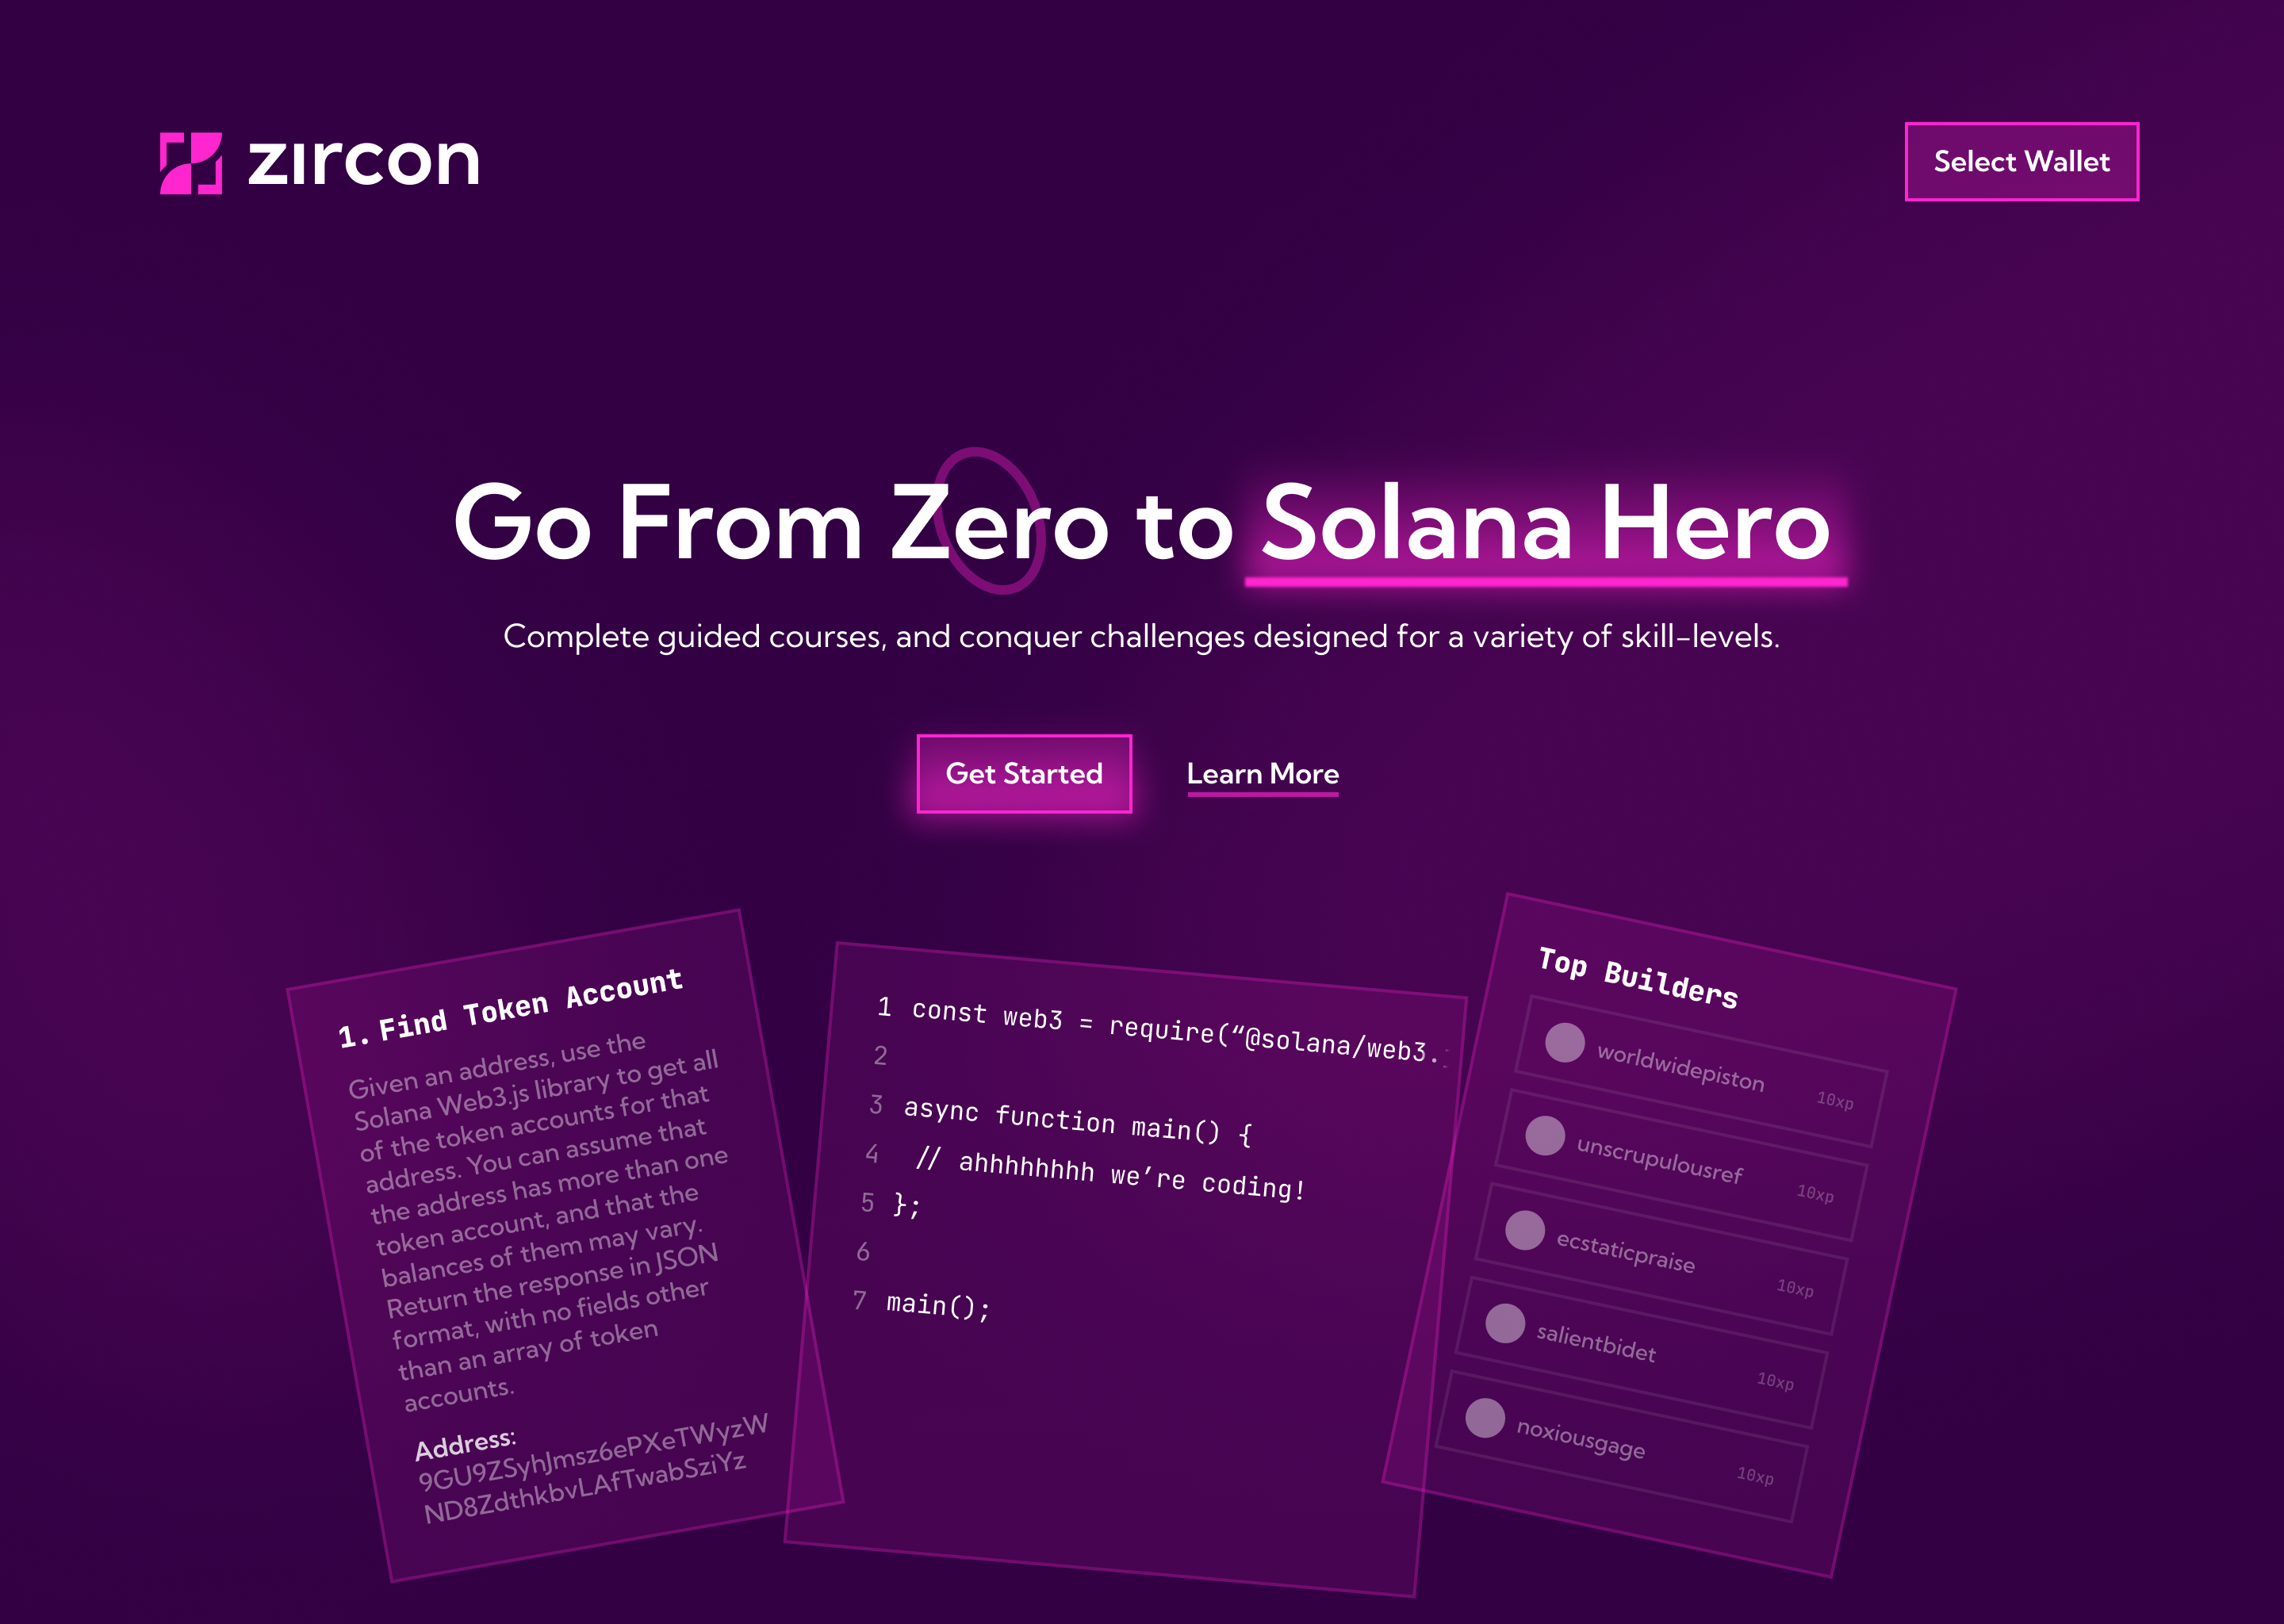 zırcon
Select Wallet
Go From Zero to Solana Hero
Complete guided courses, and conquer challenges designed for a variety of skill-levels.
Get Started
Learn More
1. Find Token Account
Given an address, use the
Solana Web3.js library to get all
of the token accounts for that
address. You can assume that
the address has more than one
token account, and that the
balances of them may vary.
Return the response in JSON
format, with no fields other
than an array of token
accounts.
Address:
9GU9ZSyhJmsz6ePXeTWyzW
ND8ZdthkbvLAfTwabSziYz
1 const web3 = require(“@solana/web3.
2
3 async function main() {
4 // ahhhhhhhh we’re coding!
5 };
6
7 main();
Top Builders
worldwidepiston 10xp
unscrupulousref 10xp
ecstaticpraise 10xp
salientbidet 10xp
noxiousgage 10xp